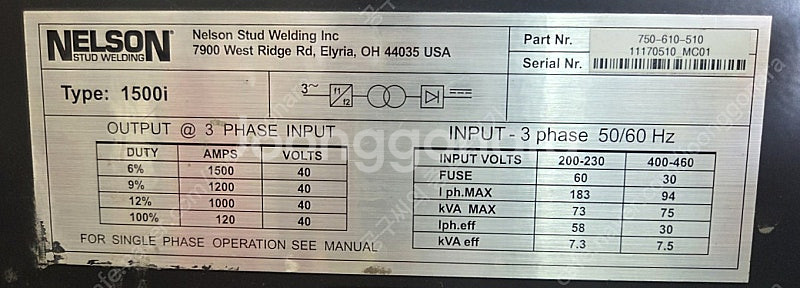 NELSON
STUD WELDING
Nelson Stud Welding Inc
7900 West Ridge Rd, Elyria, OH 44035 USA
Part Nr. 750-610-510
Serial Nr. 11170510 MC01
Type: 1500i
3~ f1 f2
OUTPUT @ 3 PHASE INPUT
DUTY AMPS VOLTS
6% 1500 40
9% 1200 40
12% 1000 40
100% 120 40
FOR SINGLE PHASE OPERATION SEE MANUAL
INPUT - 3 phase 50/60 Hz
INPUT VOLTS 200-230 400-460
FUSE 60 30
I ph.MAX 183 94
kVA MAX 73 75
Iph.eff 58 30
kVA eff 7.3 7.5